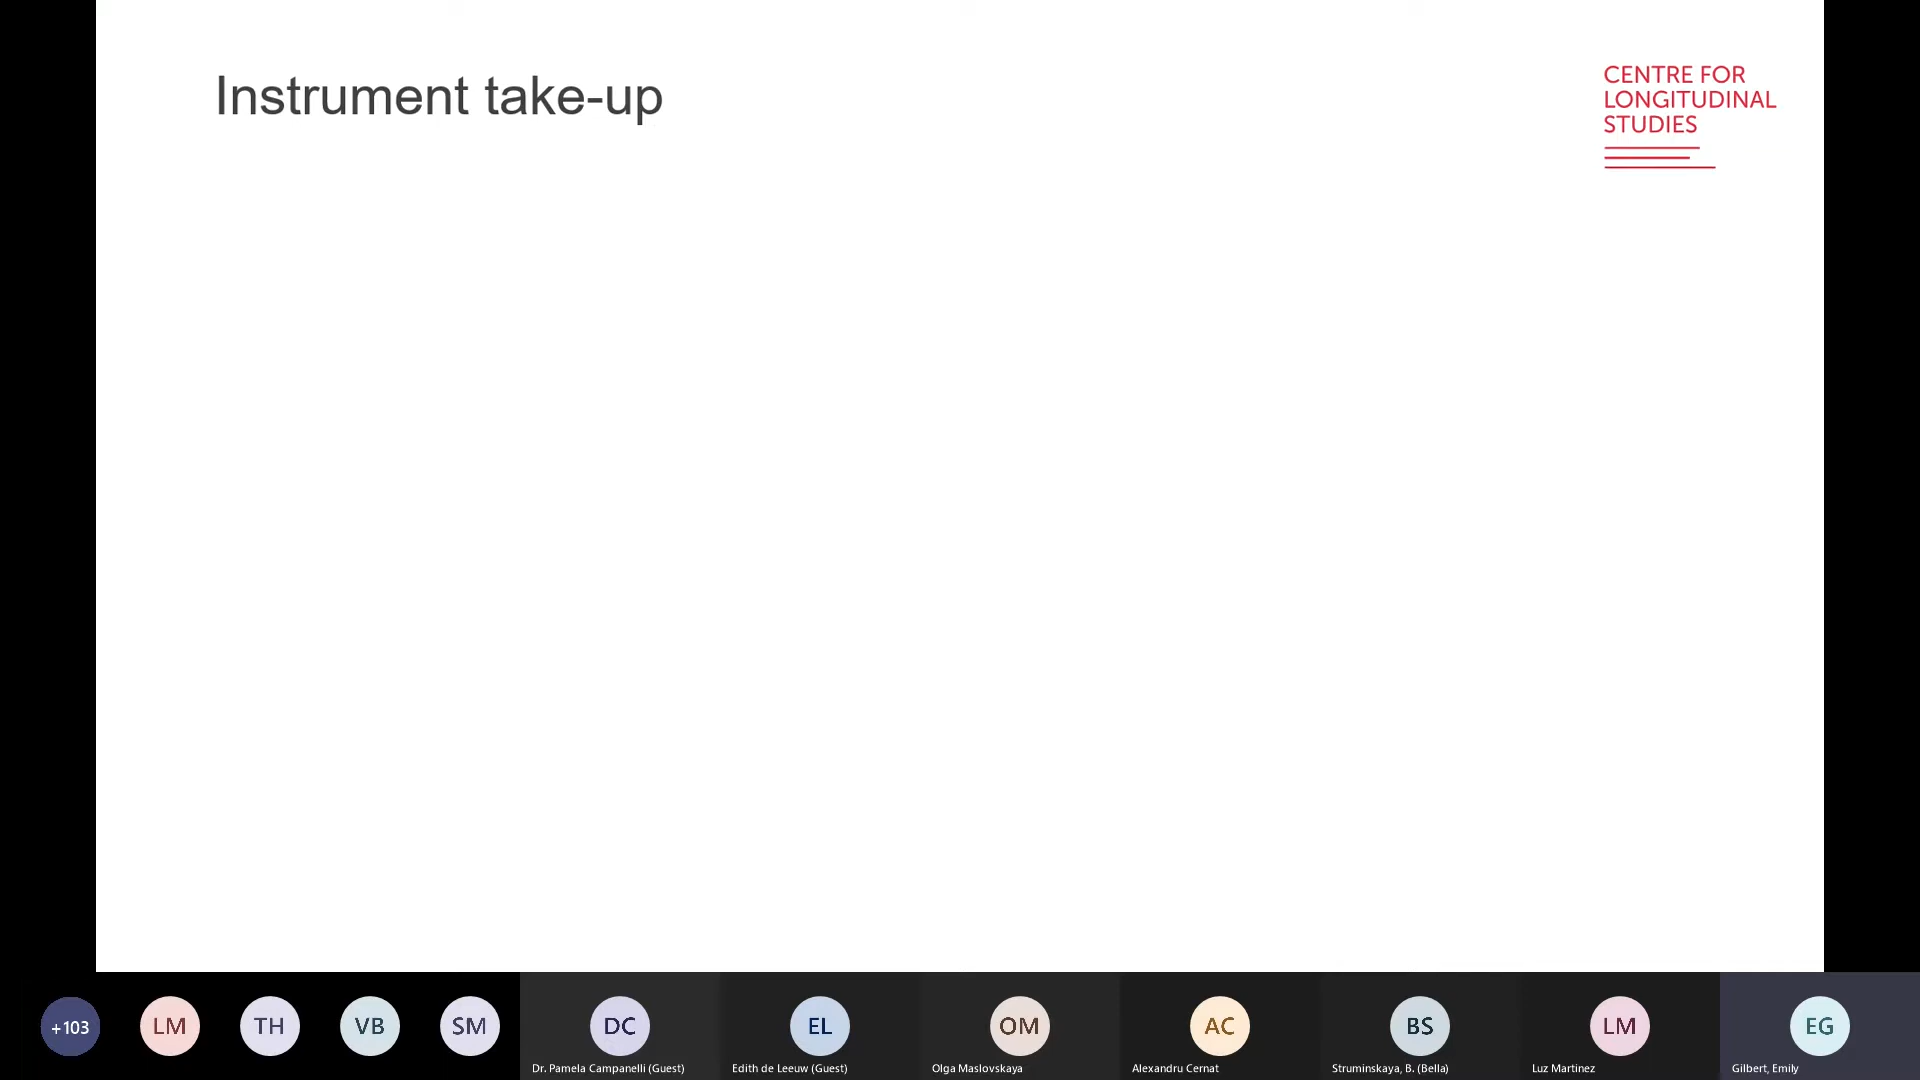 Instrument take-up
CENTRE FOR
LONGITUDINAL
STUDIES
+103
LM
TH
VB
SM
DC
EL
OM
AC
BS
LM
EG
Dr. Pamela Campanelli (Guest)
Edith de Leeuw (Guest)
Olga Maslovskaya
Alexandru Cernat
Struminskaya, B. (Bella)
Luz Martinez
Gilbert, Emily